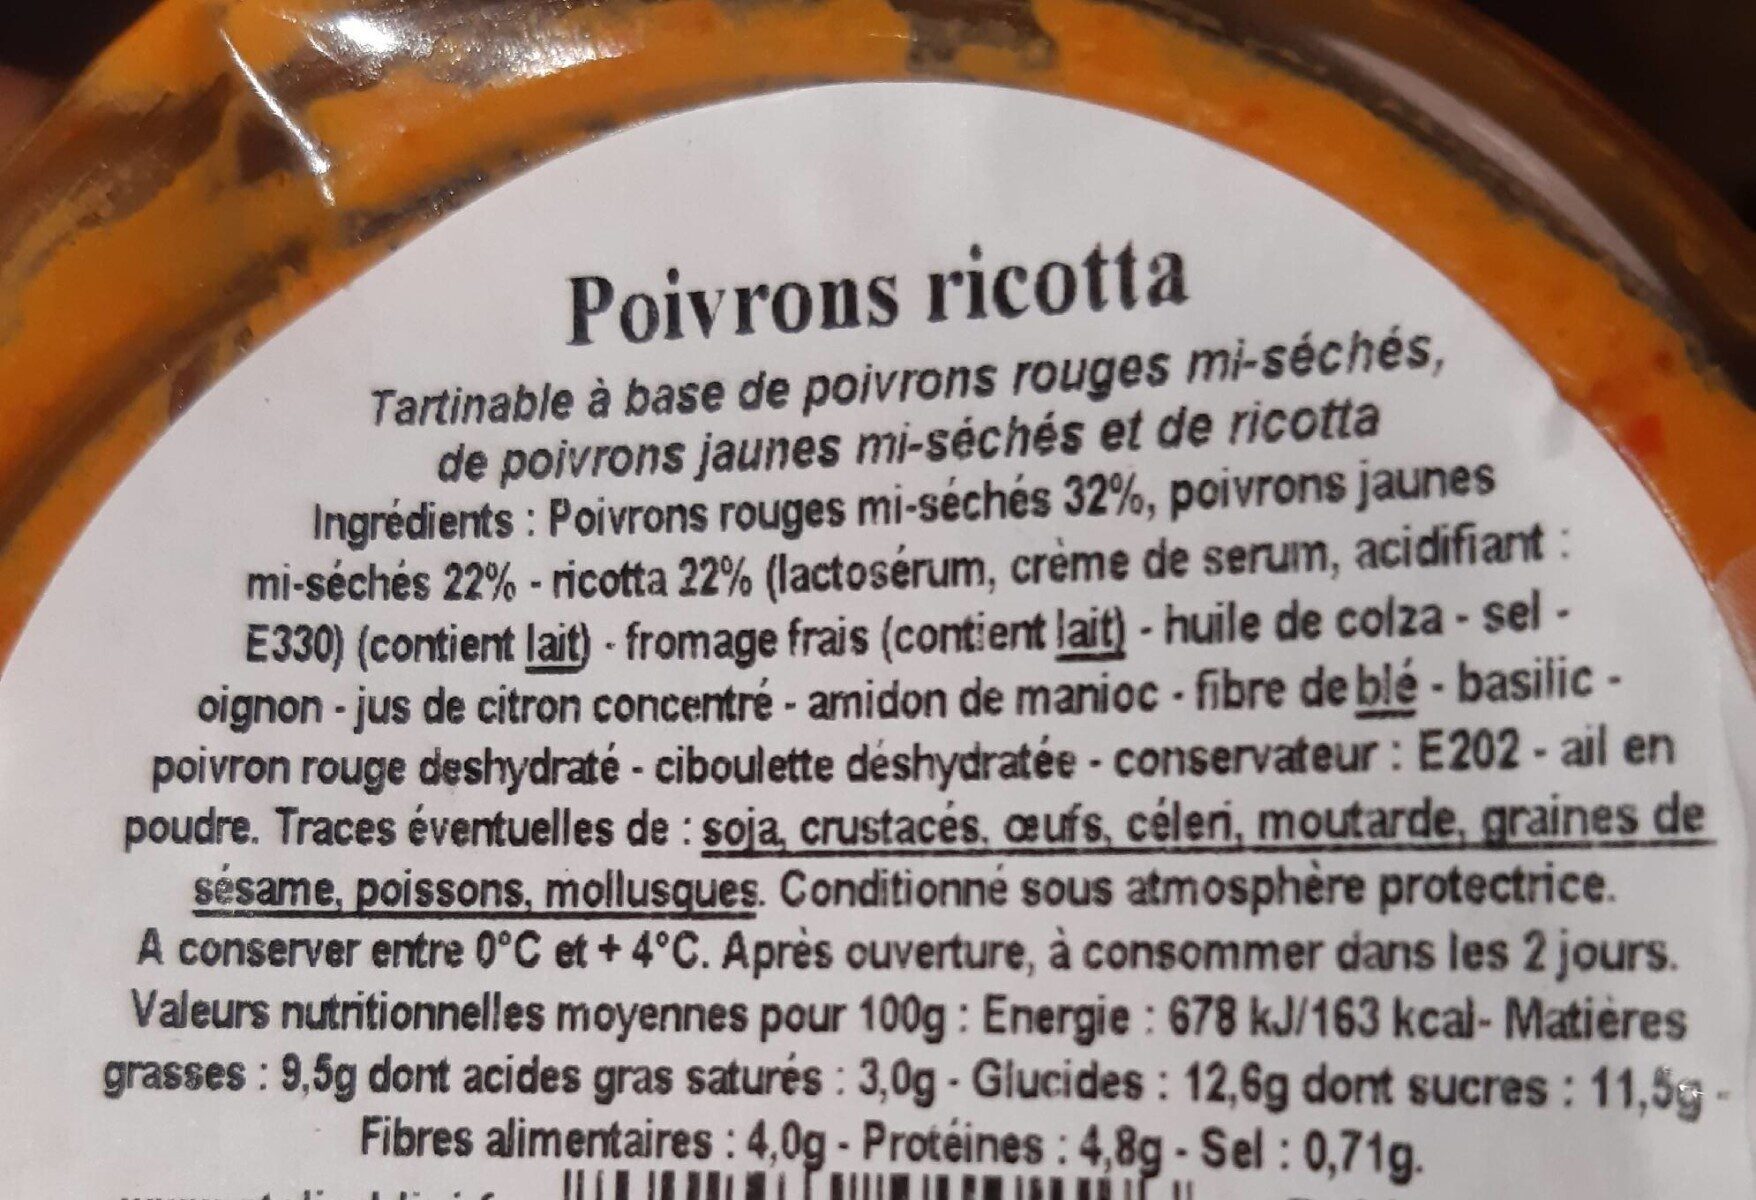 Poivrons ricotta
Tartinable à base de poivrons rouges mi-séchés,
de poivrons jaunes mi-séchés et de ricotta
Ingrédients : Poivrons rouges mi-séchés 32%, poivrons jaunes
mi-séchés 22% - ricotta 22% (lactosérum, crème de serum, acidifiant :
E330) (contient lait) - fromage frais (contient lait) - huile de colza - sel -
oignon - jus de citron concentré - amidon de manioc - fibre de blé - basilic -
poivron rouge deshydraté - ciboulette déshydratée - conservateur : E202 - ail en
poudre. Traces éventuelles de : soja, crustacés, œufs, céleri, moutarde, graines de
sésame, poissons, mollusques. Conditionné sous atmosphère protectrice.
A conserver entre 0°C et + 4°C. Après ouverture, à consommer dans les 2 jours.
Valeurs nutritionnelles moyennes pour 100g : Energie : 678 kJ/163 kcal- Matières
grasses : 9,5g dont acides gras saturés : 3,0g - Glucides : 12,6g dont sucres : 11,5g -
Fibres alimentaires : 4,0g - Protéines : 4,8g - Sel : 0,71g.